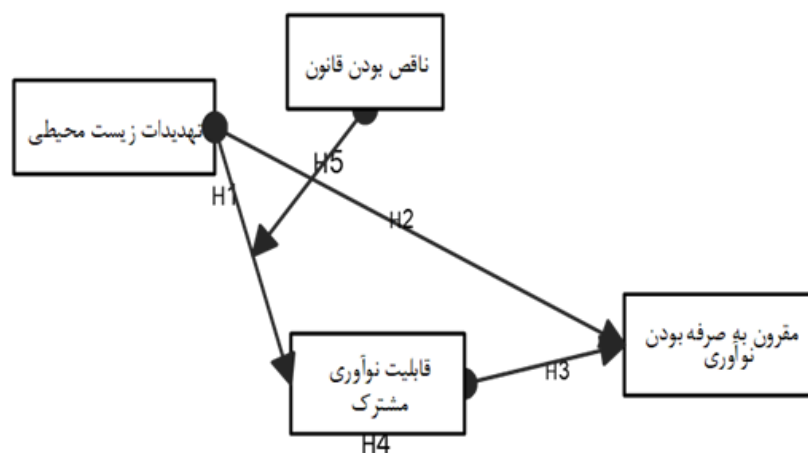 ناقص بودن قانون
تهدیدات زیست محیطی
H5
H1
H2
مقرون به صرفه بودن
نوآوری
قابلیت نوآوری
مشترک
H3
H4